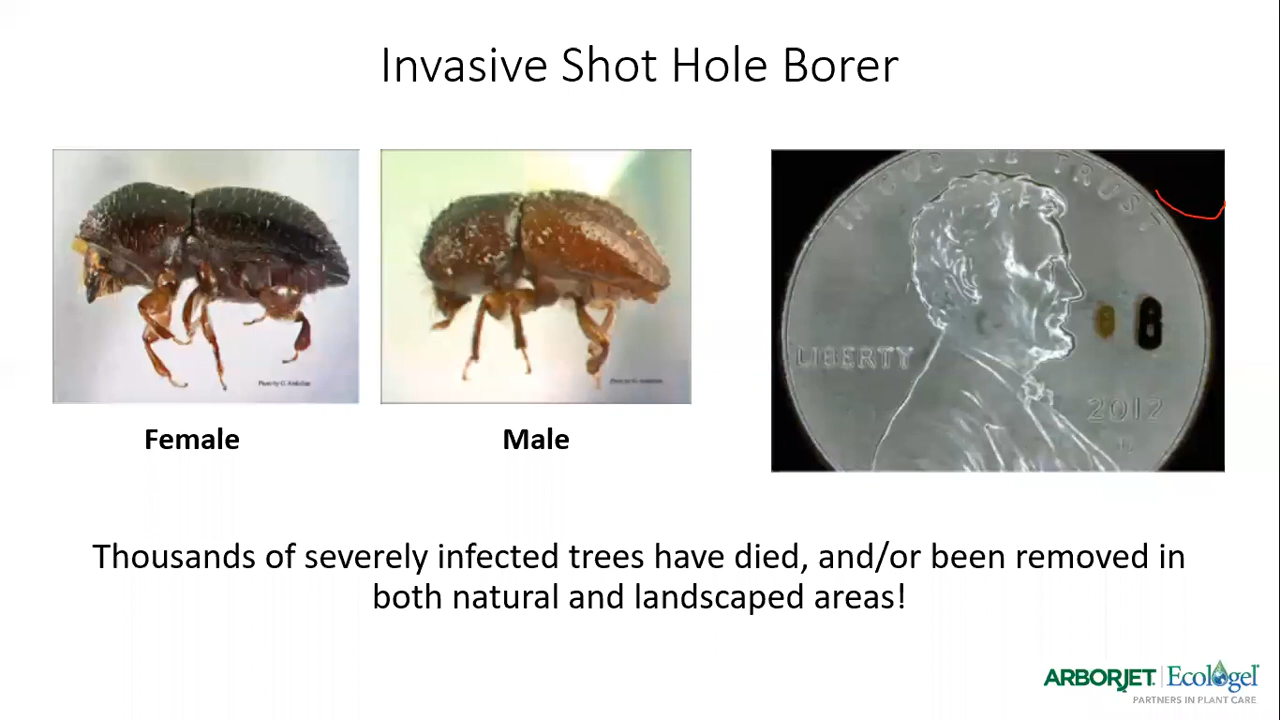 Invasive Shot Hole Borer
IN GOD WE TRUST
LIBERTY
2012
Female
Male
Thousands of severely infected trees have died, and/or been removed in
both natural and landscaped areas!
ARBORJET Ecologel
PARTNERS IN PLANT CARE